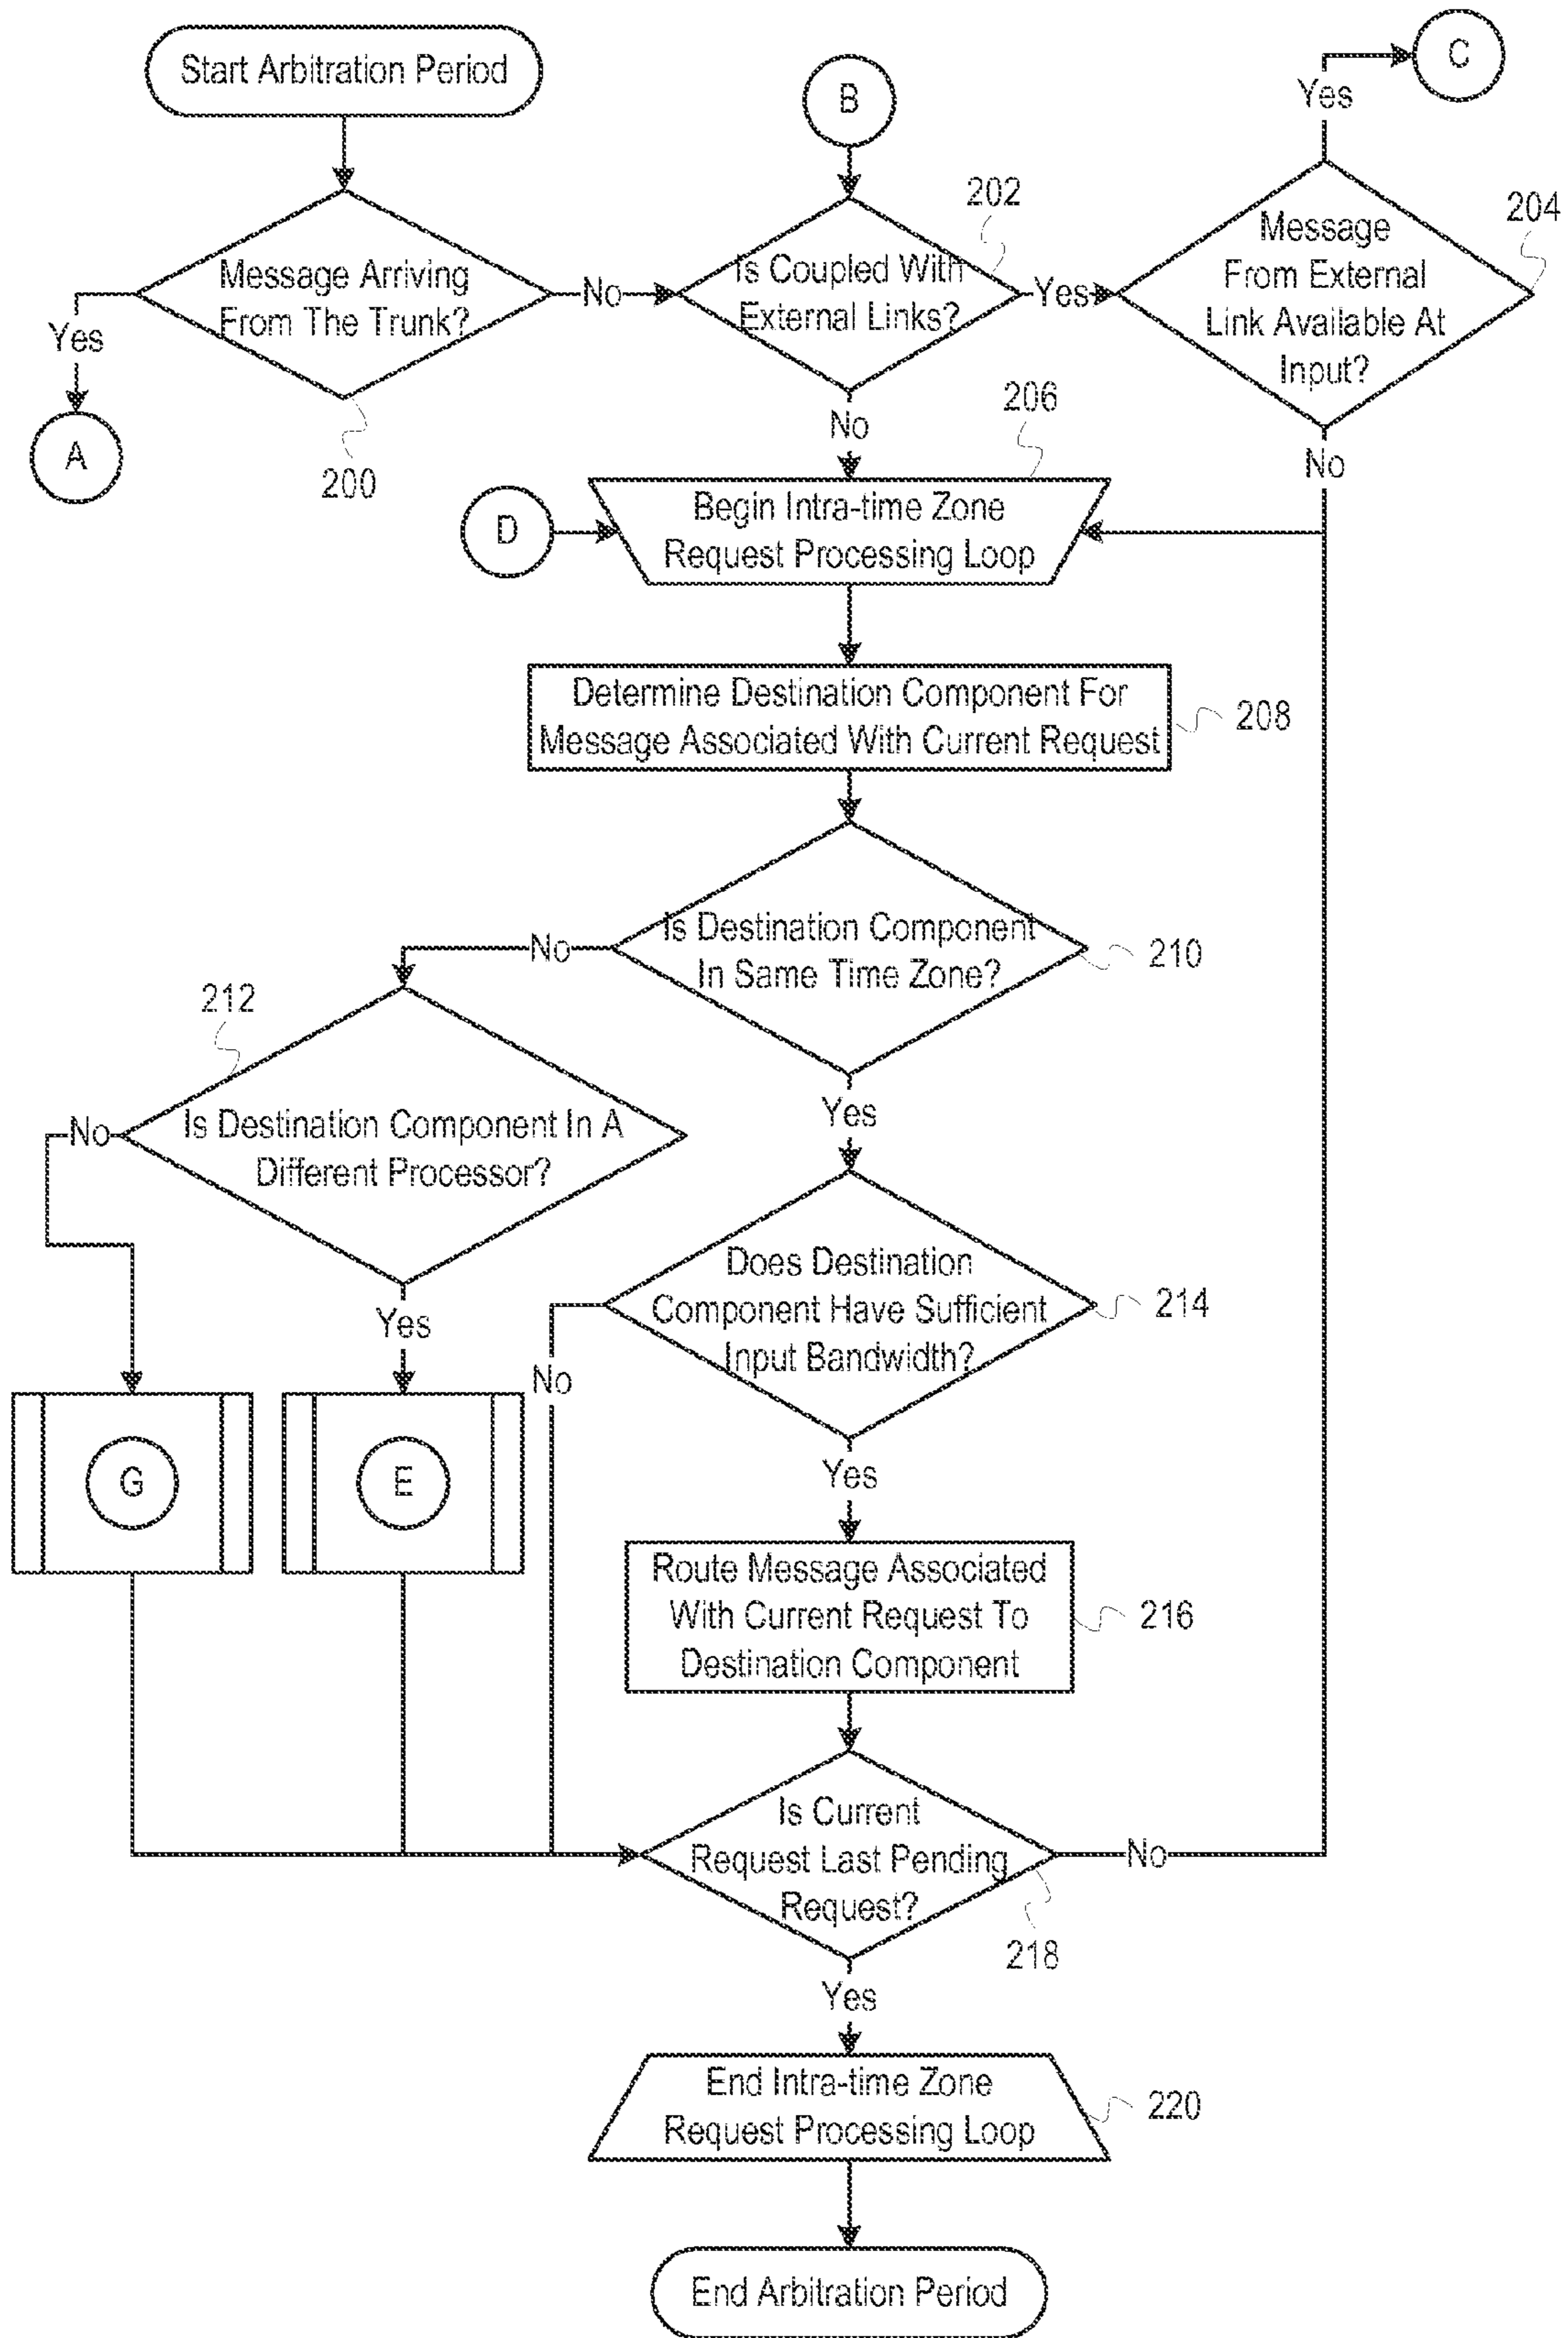 Start Arbitration Period
B
C
Yes
202
204
Message Arriving
From The Trunk?
No
Is Coupled With
External Links?
Yes
Message
From External
Link Available At
Input?
Yes
A
200
No
206
No
D
Begin Intra-time Zone
Request Processing Loop
Determine Destination Component For
Message Associated With Current Request
208
Is Destination Component
In Same Time Zone?
210
No
212
Yes
Is Destination Component In A
Different Processor?
No
Yes
Does Destination
Component Have Sufficient
Input Bandwidth?
214
No
G
E
Yes
Route Message Associated
With Current Request To
Destination Component
216
Is Current
Request Last Pending
Request?
No
218
Yes
End Intra-time Zone
Request Processing Loop
220
End Arbitration Period